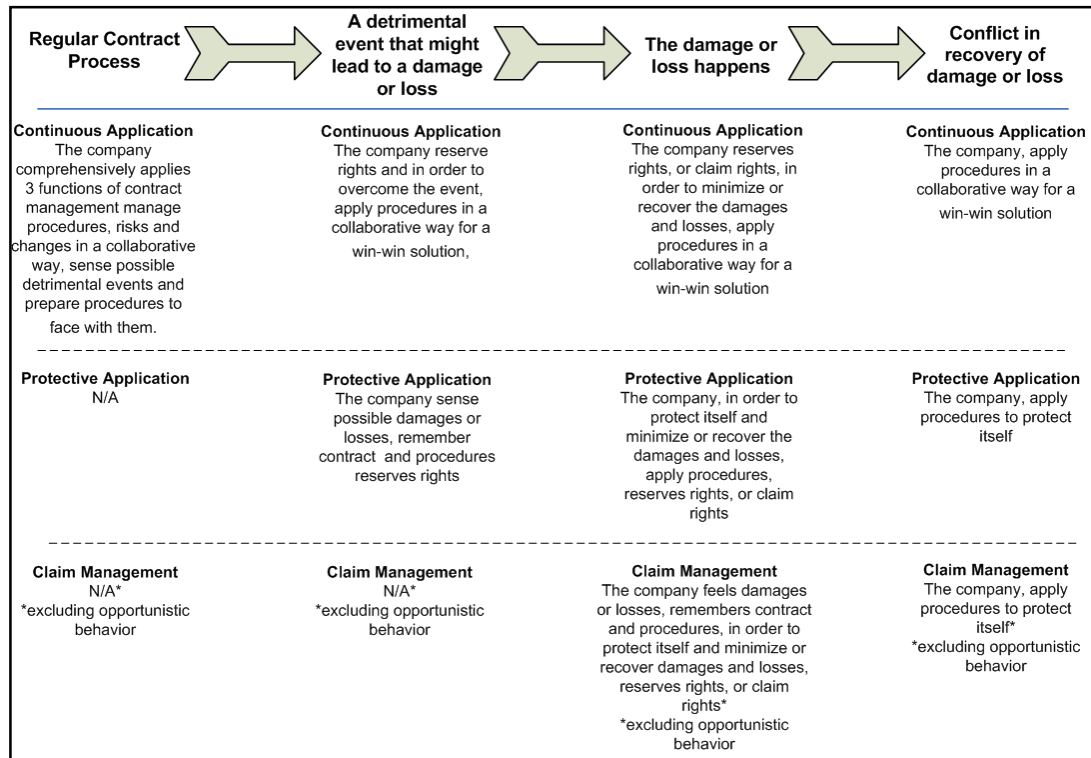 Regular Contract
Process
A detrimental
event that might
lead to a damage
or loss
The damage or
loss happens
Conflict in
recovery of
damage or loss
Continuous Application
The company
comprehensively applies
3 functions of contract
management manage
procedures, risks and
changes in a collaborative
way, sense possible
detrimental events and
prepare procedures to
face with them.
Continuous Application
The company reserve
rights and in order to
overcome the event,
apply procedures in a
collaborative way for a
win-win solution,
Continuous Application
The company reserves
rights, or claim rights, in
order to minimize or
recover the damages
and losses, apply
procedures in a
collaborative way for a
win-win solution
Continuous Application
The company, apply
procedures in a
collaborative way for a
win-win solution
Protective Application
N/A
Protective Application
The company sense
possible damages or
losses, remember
contract and procedures
reserves rights
Protective Application
The company, in order to
protect itself and
minimize or recover the
damages and losses,
apply procedures,
reserves rights, or claim
rights
Protective Application
The company, apply
procedures to protect
itself
Claim Management
N/A*
*excluding opportunistic
behavior
Claim Management
N/A*
*excluding opportunistic
behavior
Claim Management
The company feels damages
or losses, remembers contract
and procedures, in order to
protect itself and minimize or
recover damages and losses,
reserves rights, or claim
rights*
*excluding opportunistic
behavior
Claim Management
The company, apply
procedures to protect
itself*
*excluding opportunistic
behavior